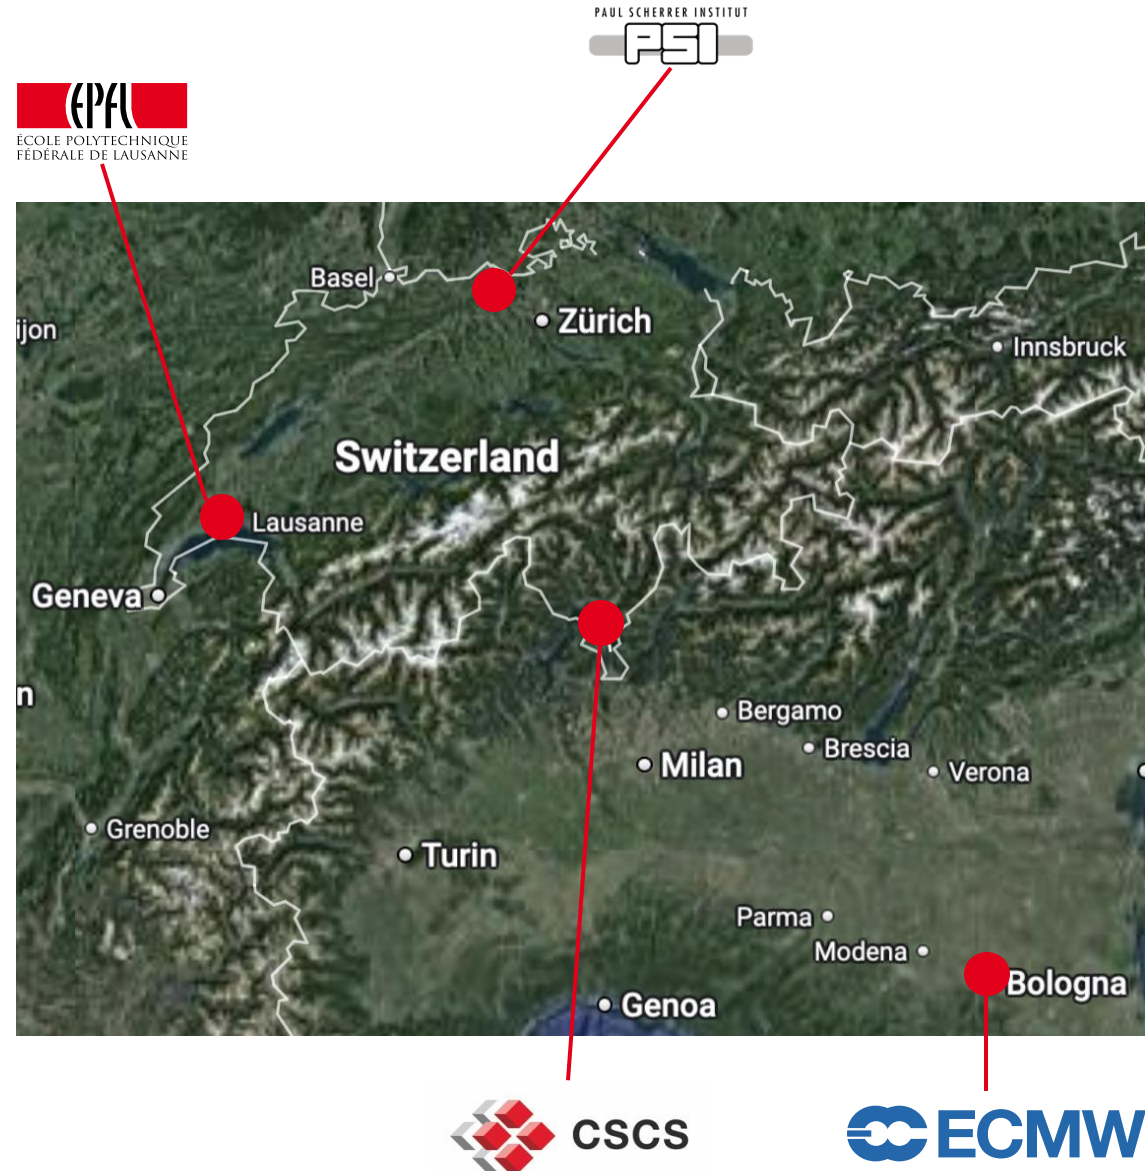 PAUL SCHERRER INSTITUT
PSI
EPFL
ÉCOLE POLYTECHNIQUE
FÉDÉRALE DE LAUSANNE
Basel
Zürich
ijon
Innsbruck
Switzerland
Lausanne
Geneva
n
Bergamo
Milan
Brescia
Verona
Grenoble
Turin
Parma
Modena
Bologna
Genoa
CSCS
ECMW